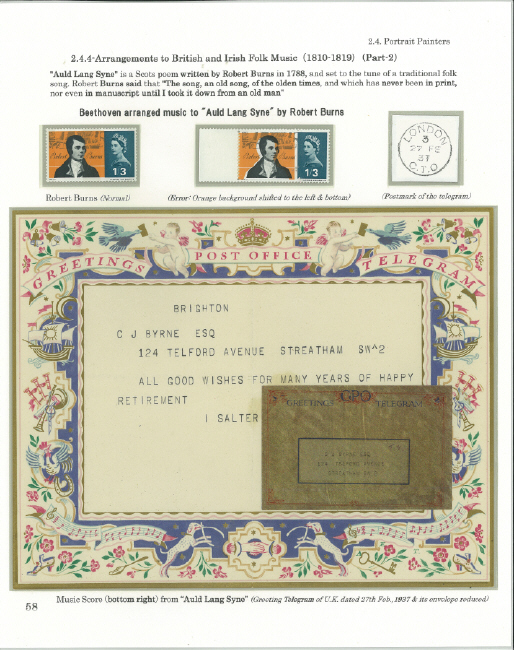 2.4. Portrait Painters
2.4.4-Arrangements to British and Irish Folk Music (1810-1819) (Part-2)
"Auld Lang Syne" is a Scots poem written by Robert Burns in 1788, and set to the tune of a traditional folk
song. Robert Burns said that "The song, an old song, of the olden times, and which has never been in print,
nor even in manuscript until I took it down from an old man"
Beethoven arranged music to "Auld Lang Syne" by Robert Burns
1'3
1'3
LONDON
3
27 FE
37
C.T.O
Robert Burns (Normal)
(Error: Orange background shifted to the left & bottom)
(Postmark of the telegram)
GREETINGS POST OFFICE TELEGRAM
BRIGHTON
C J BYRNE ESQ
124 TELFORD AVENUE STREATHAM SW^2
ALL GOOD WISHES FOR MANY YEARS OF HAPPY
RETIREMENT
I SALTER
GREETINGS GPO TELEGRAM
Music Score (bottom right) from "Auld Lang Syne" (Greeting Telegram of U.K. dated 27th Feb., 1937 & its envelope reduced)
58